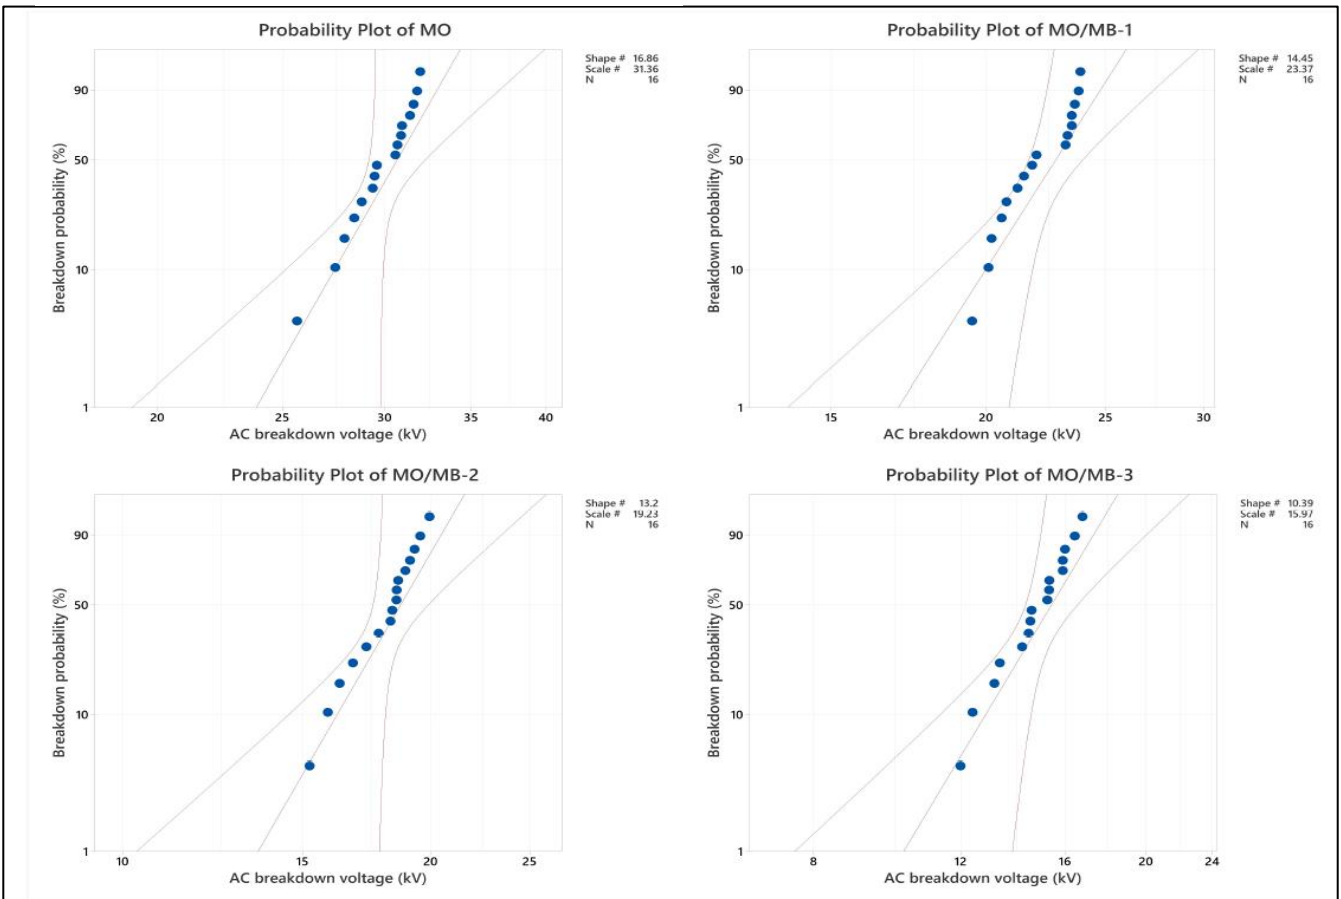 Probability Plot of MO
Shape # 16.86
Scale # 31.36
N 16
90
50
10
1
Breakdown probability (%)
20 25 30 35 40
AC breakdown voltage (kV)
Probability Plot of MO/MB-1
Shape # 14.45
Scale # 23.37
N 16
90
50
10
1
Breakdown probability (%)
15 20 25 30
AC breakdown voltage (kV)
Probability Plot of MO/MB-2
Shape # 13.2
Scale # 19.23
N 16
90
50
10
1
Breakdown probability (%)
10 15 20 25
AC breakdown voltage (kV)
Probability Plot of MO/MB-3
Shape # 10.39
Scale # 15.97
N 16
90
50
10
1
Breakdown probability (%)
8 12 16 20 24
AC breakdown voltage (kV)